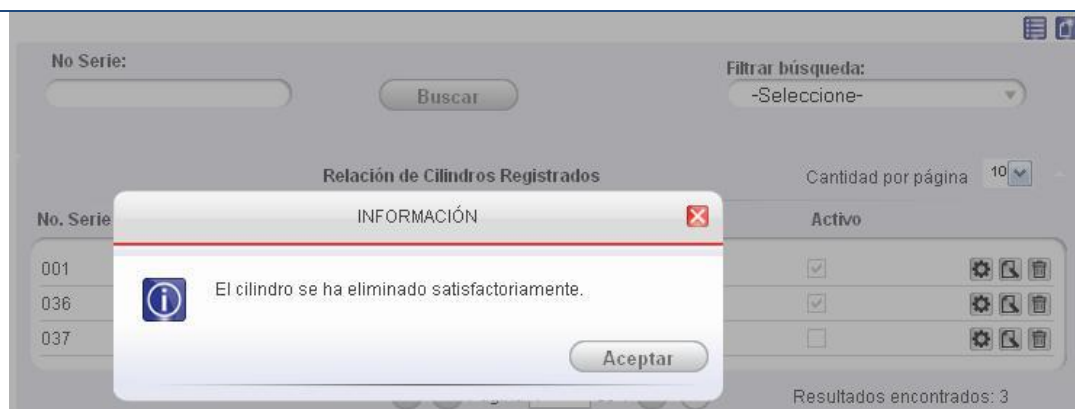 No Serie:
Filtrar búsqueda:
Buscar
-Seleccione-
Relación de Cilindros Registrados
Cantidad por página 10
No. Serie
Activo
INFORMACIÓN
El cilindro se ha eliminado satisfactoriamente.
Aceptar
001
036
037
Resultados encontrados: 3